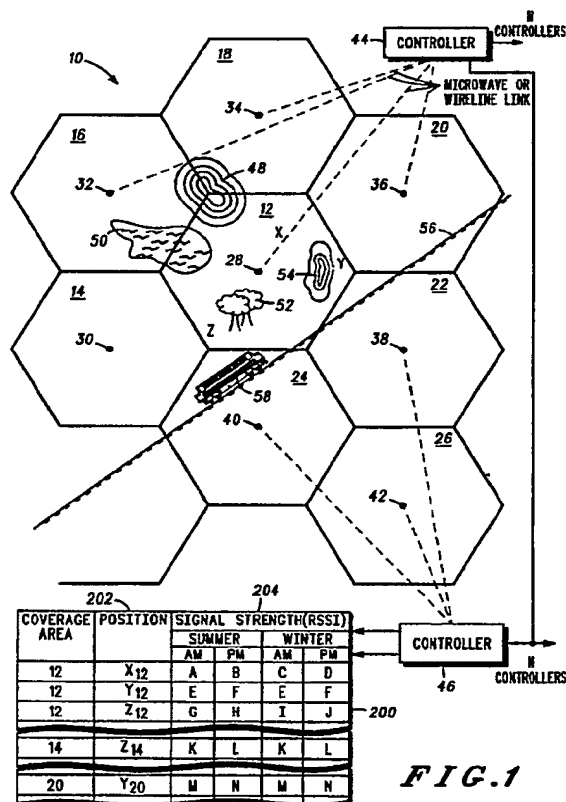 N
CONTROLLERS
44
CONTROLLER
10
18
MICROWAVE OR
WIRELINE LINK
34
16
20
48
32
36
12
50
X
56
28
54
Y
14
22
52
Z
30
38
24
58
40
26
42
202
204
COVERAGE AREA POSITION SIGNAL STRENGTH(RSSI)
SUMMER WINTER
AM PM AM PM
12 X12 A B C D
12 Y12 E F E F
12 Z12 G H I J
200
14 Z14 K L K L
20 Y20 M N M N
CONTROLLER
46
N
CONTROLLERS
FIG.1